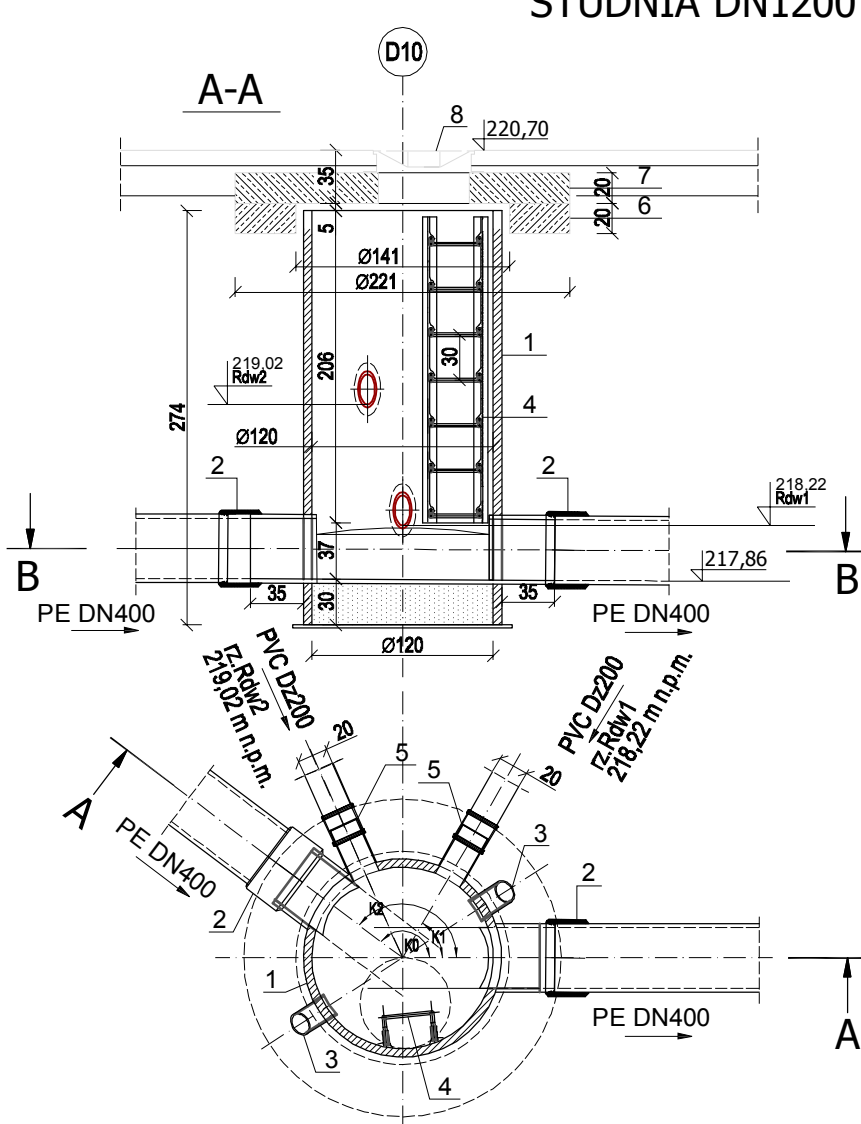 STUDNIA DN1200
D10
A-A
8
220,70
35
20
7
5
20
6
Ø141
Ø221
1
206
30
219,02
Rdw2
4
274
Ø120
2
2
218,22
Rdw1
37
217,86
B
B
35
30
35
PE DN400
PE DN400
Ø120
PVC Dz200
rz.Rdw2
219,02 m n.p.m.
PVC Dz200
rz.Rdw1
218,22 m n.p.m.
20
20
5
5
A
3
PE DN400
2
2
K2
K1
K0
1
PE DN400
A
3
4